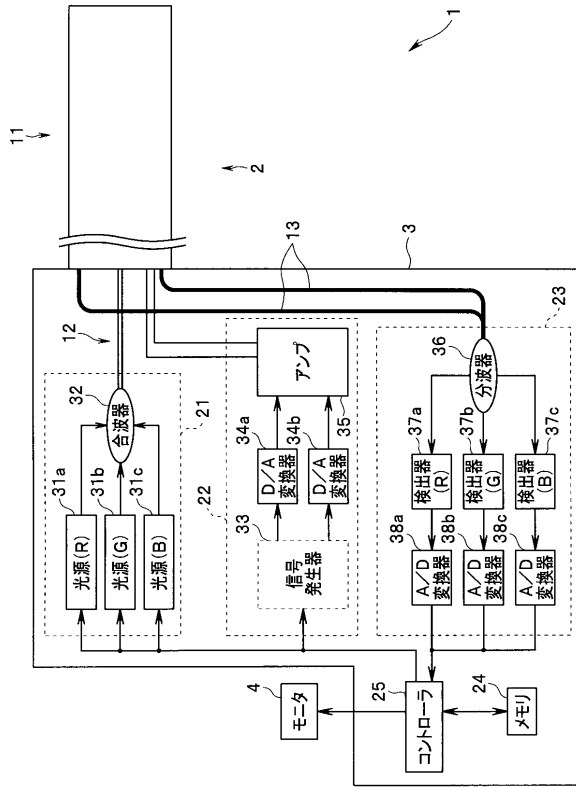 1
11
2
3
12
13
21
32
合波器
31a
光源(R)
31b
光源(G)
31c
光源(B)
22
33
信号
発生器
34a
D/A
変換器
34b
D/A
変換器
35
アンプ
23
36
分波器
37a
検出器
(R)
37b
検出器
(G)
37c
検出器
(B)
38a
A/D
変換器
38b
A/D
変換器
38c
A/D
変換器
4
モニタ
25
コントローラ
24
メモリ